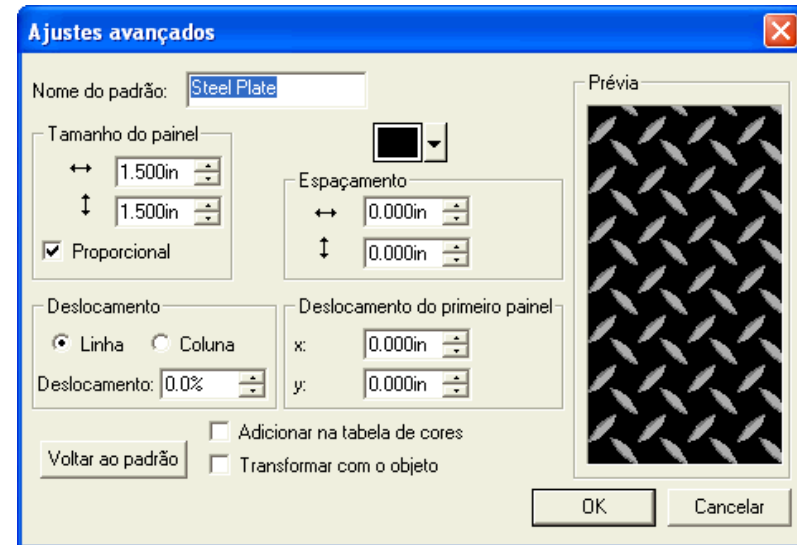 Ajustes avançados
Nome do padrão: Steel Plate
Prévia
Tamanho do painel
1.500in
1.500in
Proporcional
Espaçamento
0.000in
0.000in
Deslocamento
Linha Coluna
Deslocamento: 0.0%
Deslocamento do primeiro painel
x: 0.000in
y: 0.000in
Voltar ao padrão
Adicionar na tabela de cores
Transformar com o objeto
OK Cancelar